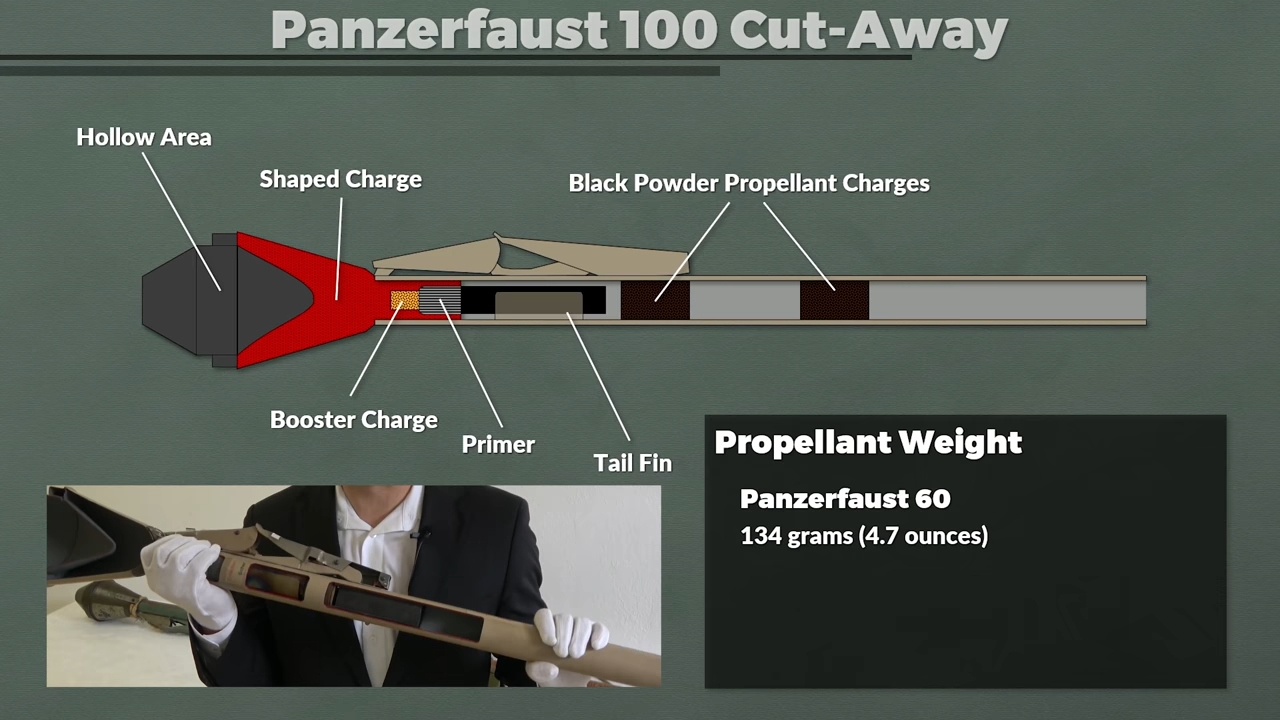 Panzerfaust 100 Cut-Away
Hollow Area
Shaped Charge
Black Powder Propellant Charges
Booster Charge
Primer
Tail Fin
Propellant Weight
Panzerfaust 60
134 grams (4.7 ounces)